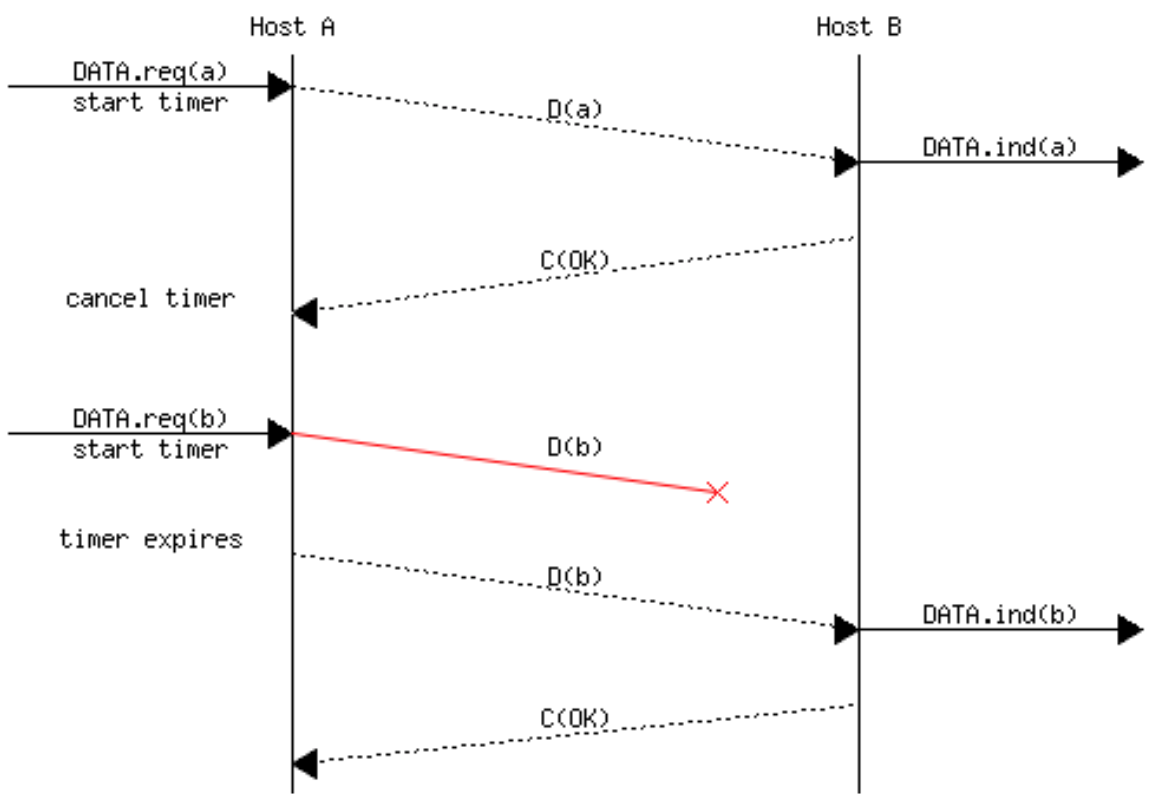 Host A
Host B
DATA.req(a)
start timer
D(a)
DATA.ind(a)
C(OK)
cancel timer
DATA.req(b)
start timer
D(b)
timer expires
D(b)
DATA.ind(b)
C(OK)